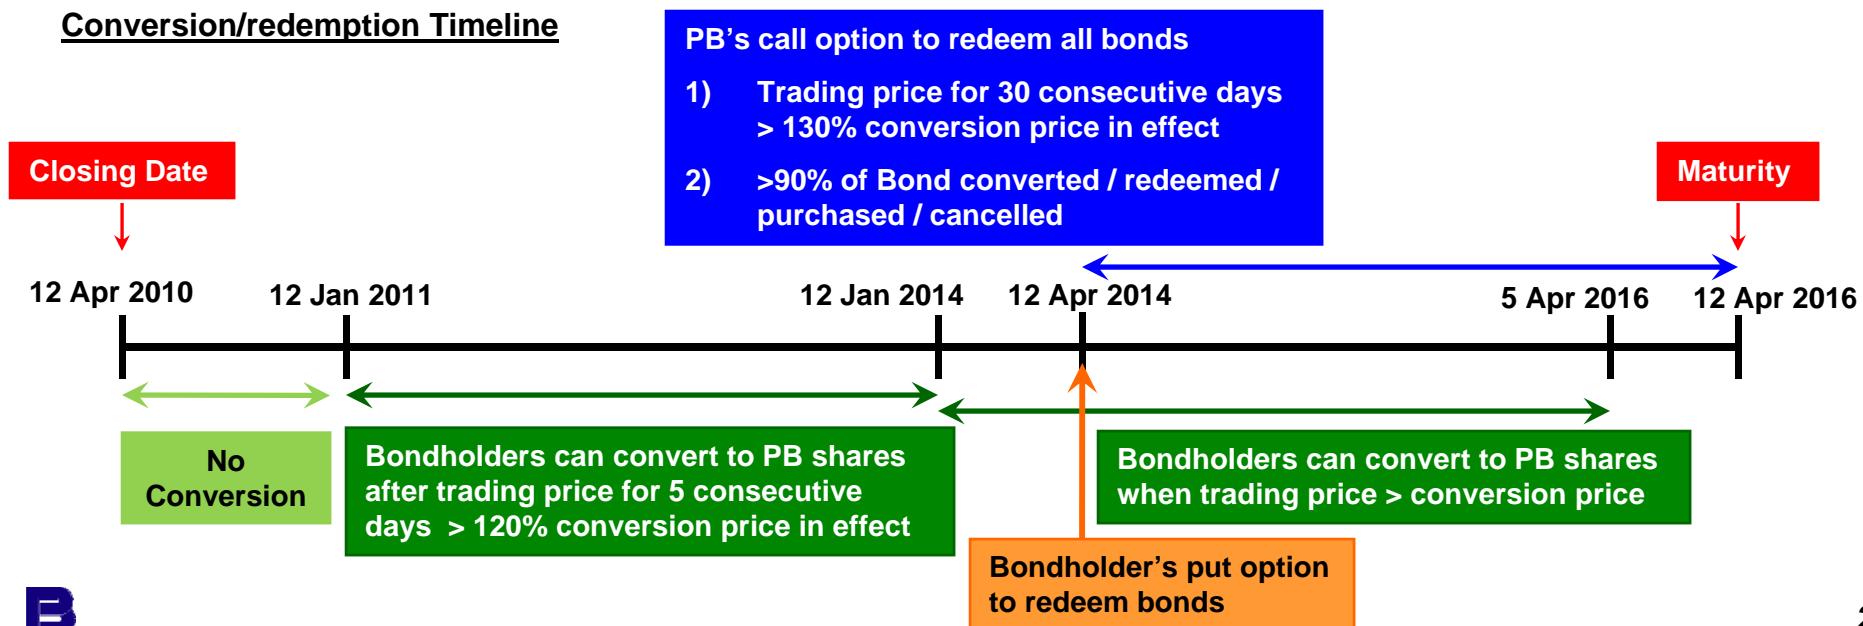 Conversion/redemption Timeline
PB’s call option to redeem all bonds
1) Trading price for 30 consecutive days
> 130% conversion price in effect
2) >90% of Bond converted / redeemed /
purchased / cancelled
Closing Date
Maturity
12 Apr 2010
12 Jan 2011
12 Jan 2014
12 Apr 2014
5 Apr 2016
12 Apr 2016
No
Conversion
Bondholders can convert to PB shares
after trading price for 5 consecutive
days > 120% conversion price in effect
Bondholders can convert to PB shares
when trading price > conversion price
Bondholder’s put option
to redeem bonds